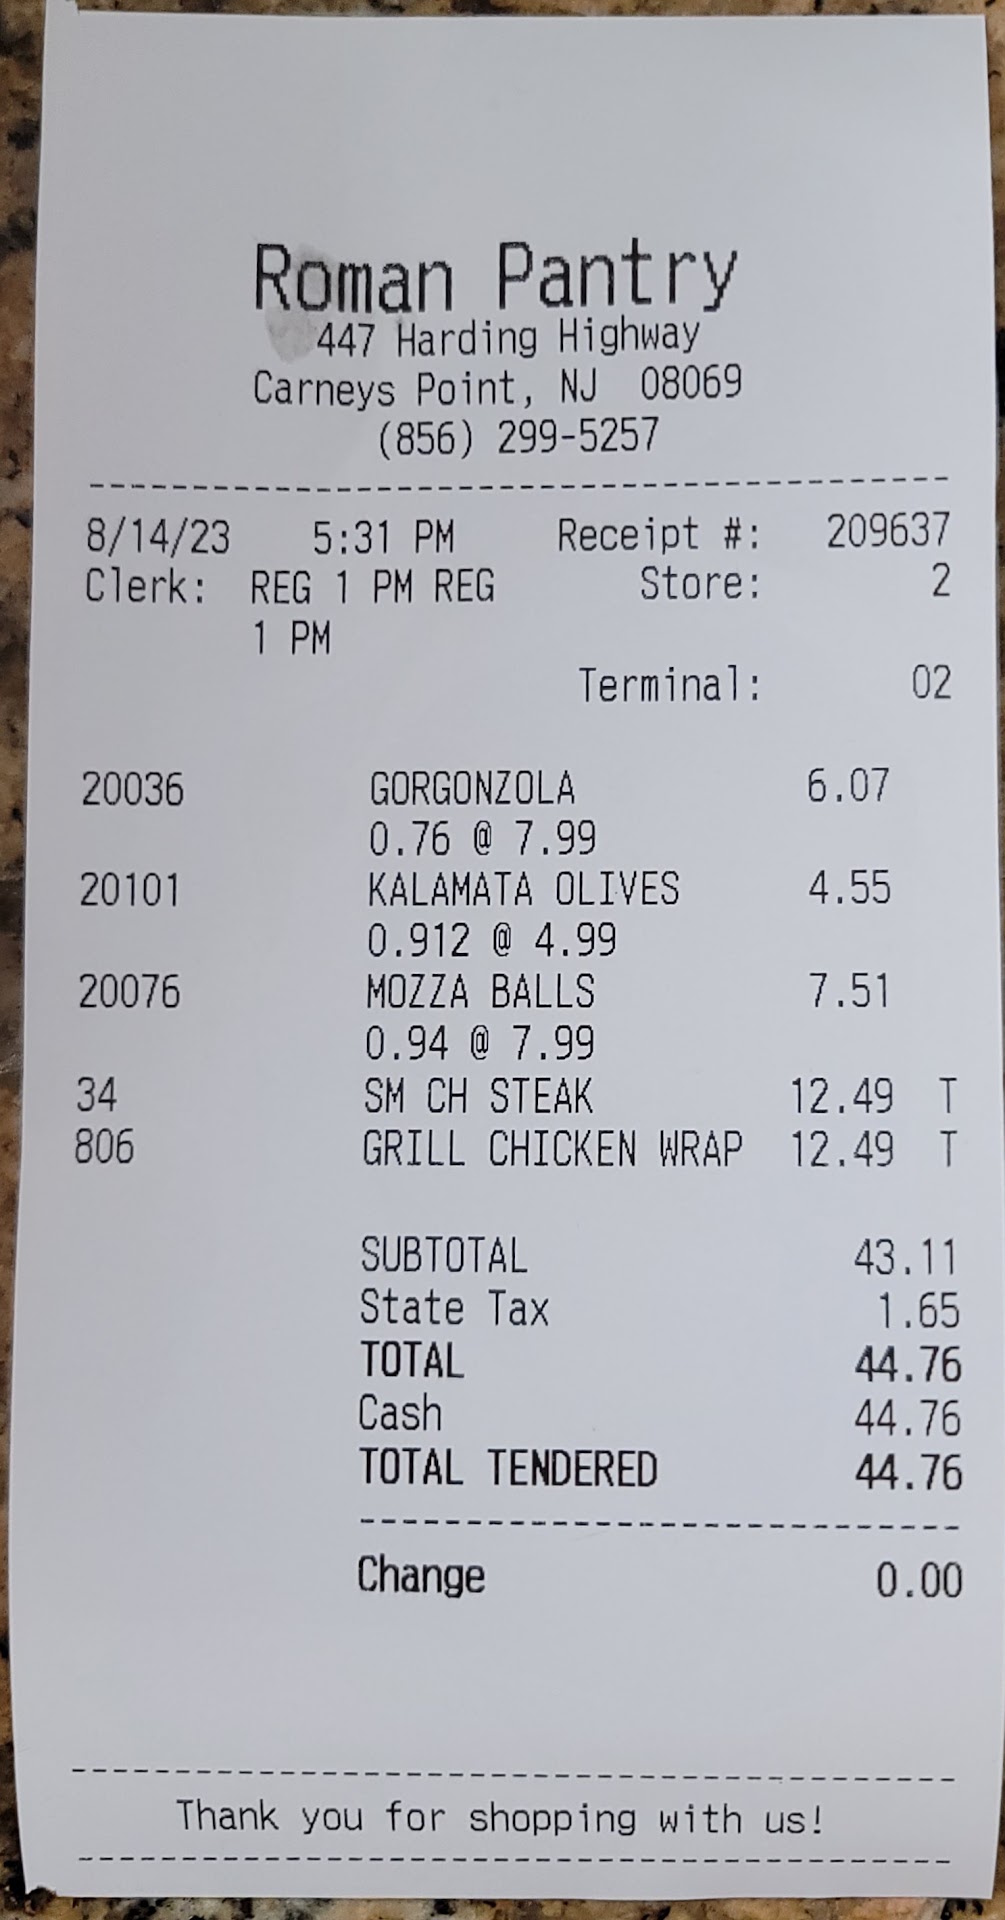 Roman Pantry
447 Harding Highway
Carneys Point, NJ 08069
(856) 299-5257
8/14/23 5:31 PM Receipt #: 209637
Clerk: REG 1 PM REG Store: 2
1 PM
Terminal: 02
20036 GORGONZOLA 6.07
0.76 @ 7.99
20101 KALAMATA OLIVES 4.55
0.912 @ 4.99
20076 MOZZA BALLS 7.51
0.94 @ 7.99
34 SM CH STEAK 12.49 T
806 GRILL CHICKEN WRAP 12.49 T
SUBTOTAL 43.11
State Tax 1.65
TOTAL 44.76
Cash 44.76
TOTAL TENDERED 44.76
Change 0.00
Thank you for shopping with us!